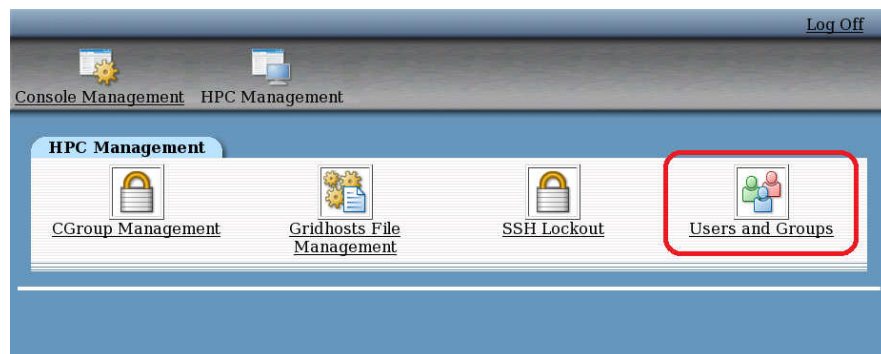 Log Off
Console Management HPC Management
HPC Management
CGroup Management
Gridhosts File
Management
SSH Lockout
Users and Groups